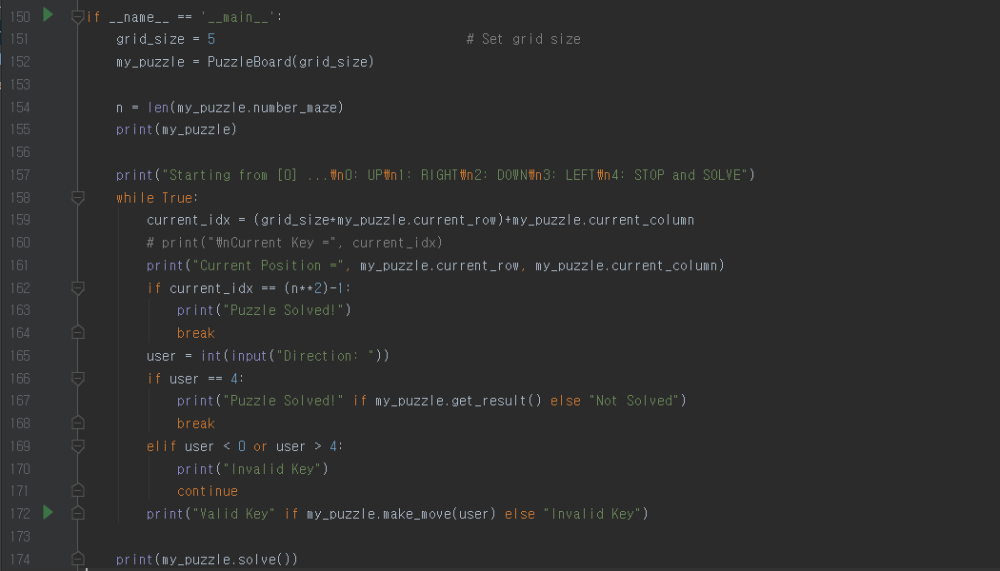 150 if __name__ == '__main__':
151     grid_size = 5                                 # Set grid size
152     my_puzzle = PuzzleBoard(grid_size)
153
154     n = len(my_puzzle.number_maze)
155     print(my_puzzle)
156
157     print("Starting from [0] ...₩n0: UP₩n1: RIGHT₩n2: DOWN₩n3: LEFT₩n4: STOP and SOLVE")
158     while True:
159         current_idx = (grid_size*my_puzzle.current_row)+my_puzzle.current_column
160         # print("₩nCurrent Key =", current_idx)
161         print("Current Position =", my_puzzle.current_row, my_puzzle.current_column)
162         if current_idx == (n**2)-1:
163             print("Puzzle Solved!")
164             break
165         user = int(input("Direction: "))
166         if user == 4:
167             print("Puzzle Solved!" if my_puzzle.get_result() else "Not Solved")
168             break
169         elif user < 0 or user > 4:
170             print("Invalid Key")
171             continue
172         print("Valid Key" if my_puzzle.make_move(user) else "Invalid Key")
173
174     print(my_puzzle.solve())